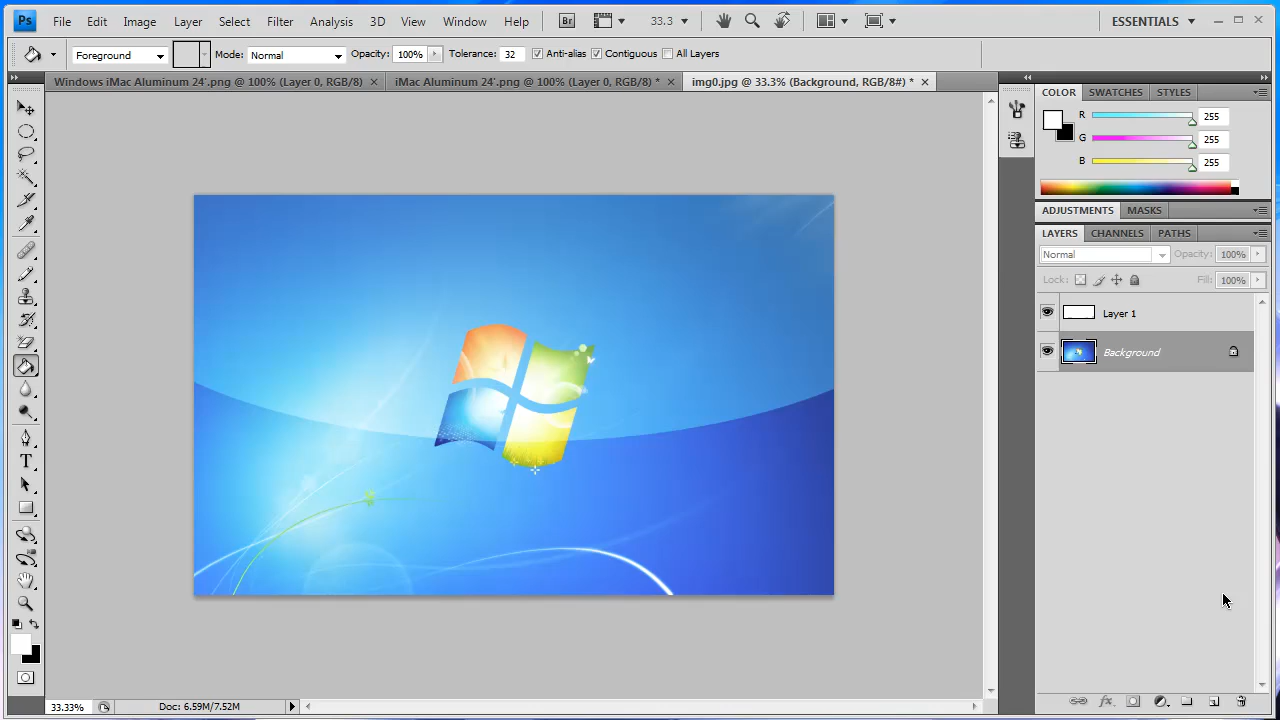 Ps File Edit Image Layer Select Filter Analysis 3D View Window Help Br 33.3 ESSENTIALS
Foreground Mode: Normal Opacity: 100% Tolerance: 32 Anti-alias Contiguous All Layers
Windows iMac Aluminum 24'.png @ 100% (Layer 0, RGB/8) iMac Aluminum 24'.png @ 100% (Layer 0, RGB/8) * img0.jpg @ 33.3% (Background, RGB/8#) *
COLOR SWATCHES STYLES
R 255
G 255
B 255
ADJUSTMENTS MASKS
LAYERS CHANNELS PATHS
Normal Opacity: 100%
Lock: Fill: 100%
Layer 1
Background
T
33.33% Doc: 6.59M/7.52M
fx